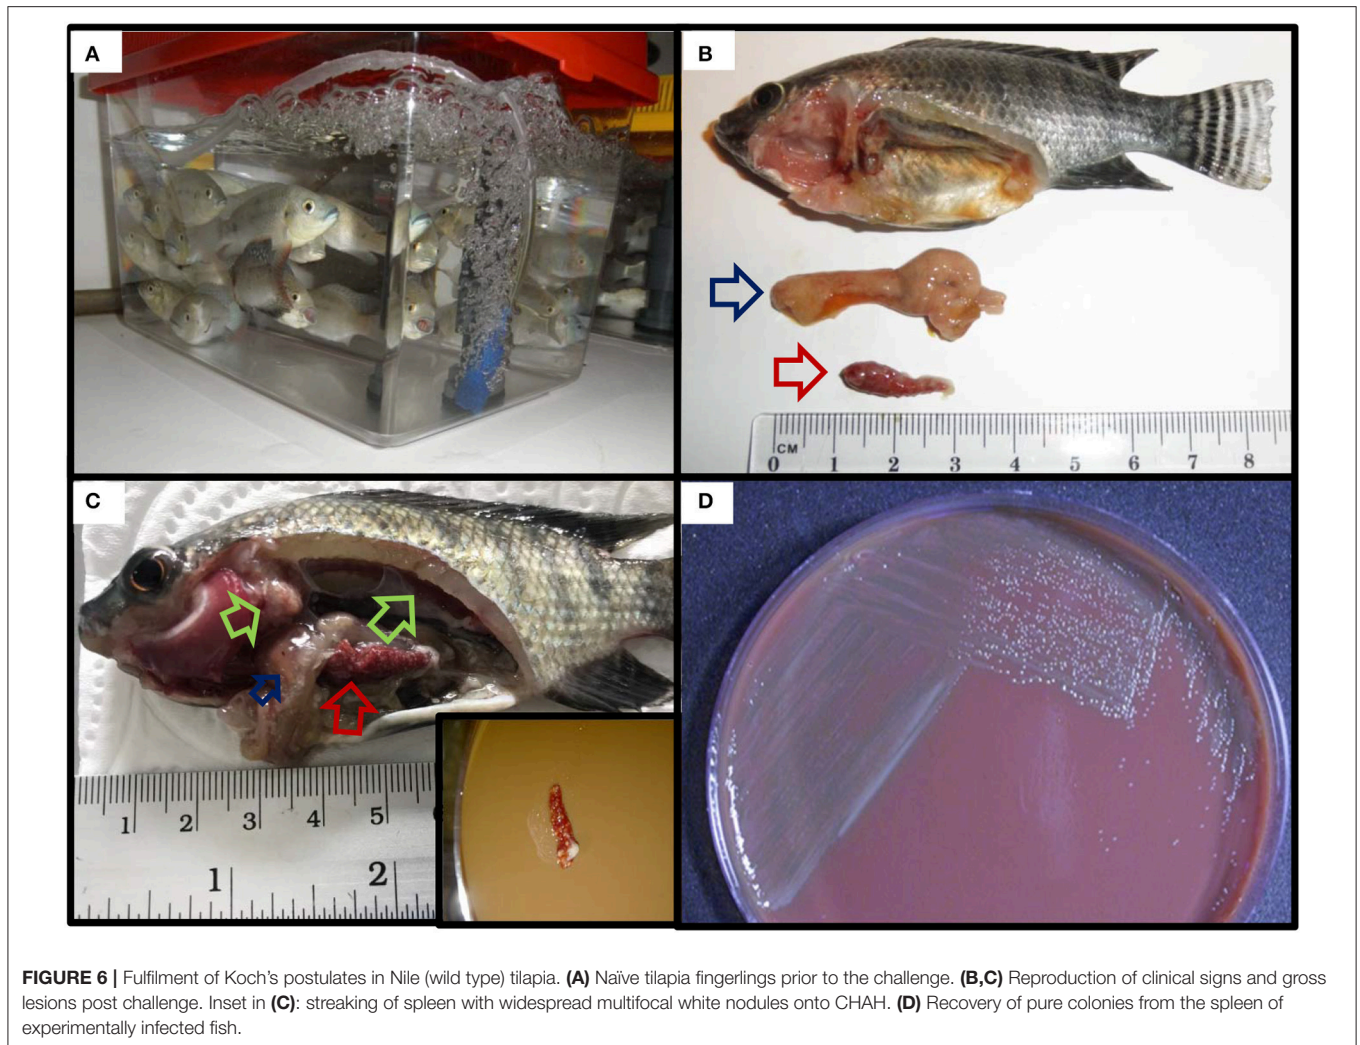 A
B
CM
0 1 2 3 4 5 6 7 8
C
1 2 3 4 5
1 2
D
FIGURE 6 | Fulfilment of Koch's postulates in Nile (wild type) tilapia. (A) Naïve tilapia fingerlings prior to the challenge. (B,C) Reproduction of clinical signs and gross
lesions post challenge. Inset in (C): streaking of spleen with widespread multifocal white nodules onto CHAH. (D) Recovery of pure colonies from the spleen of
experimentally infected fish.